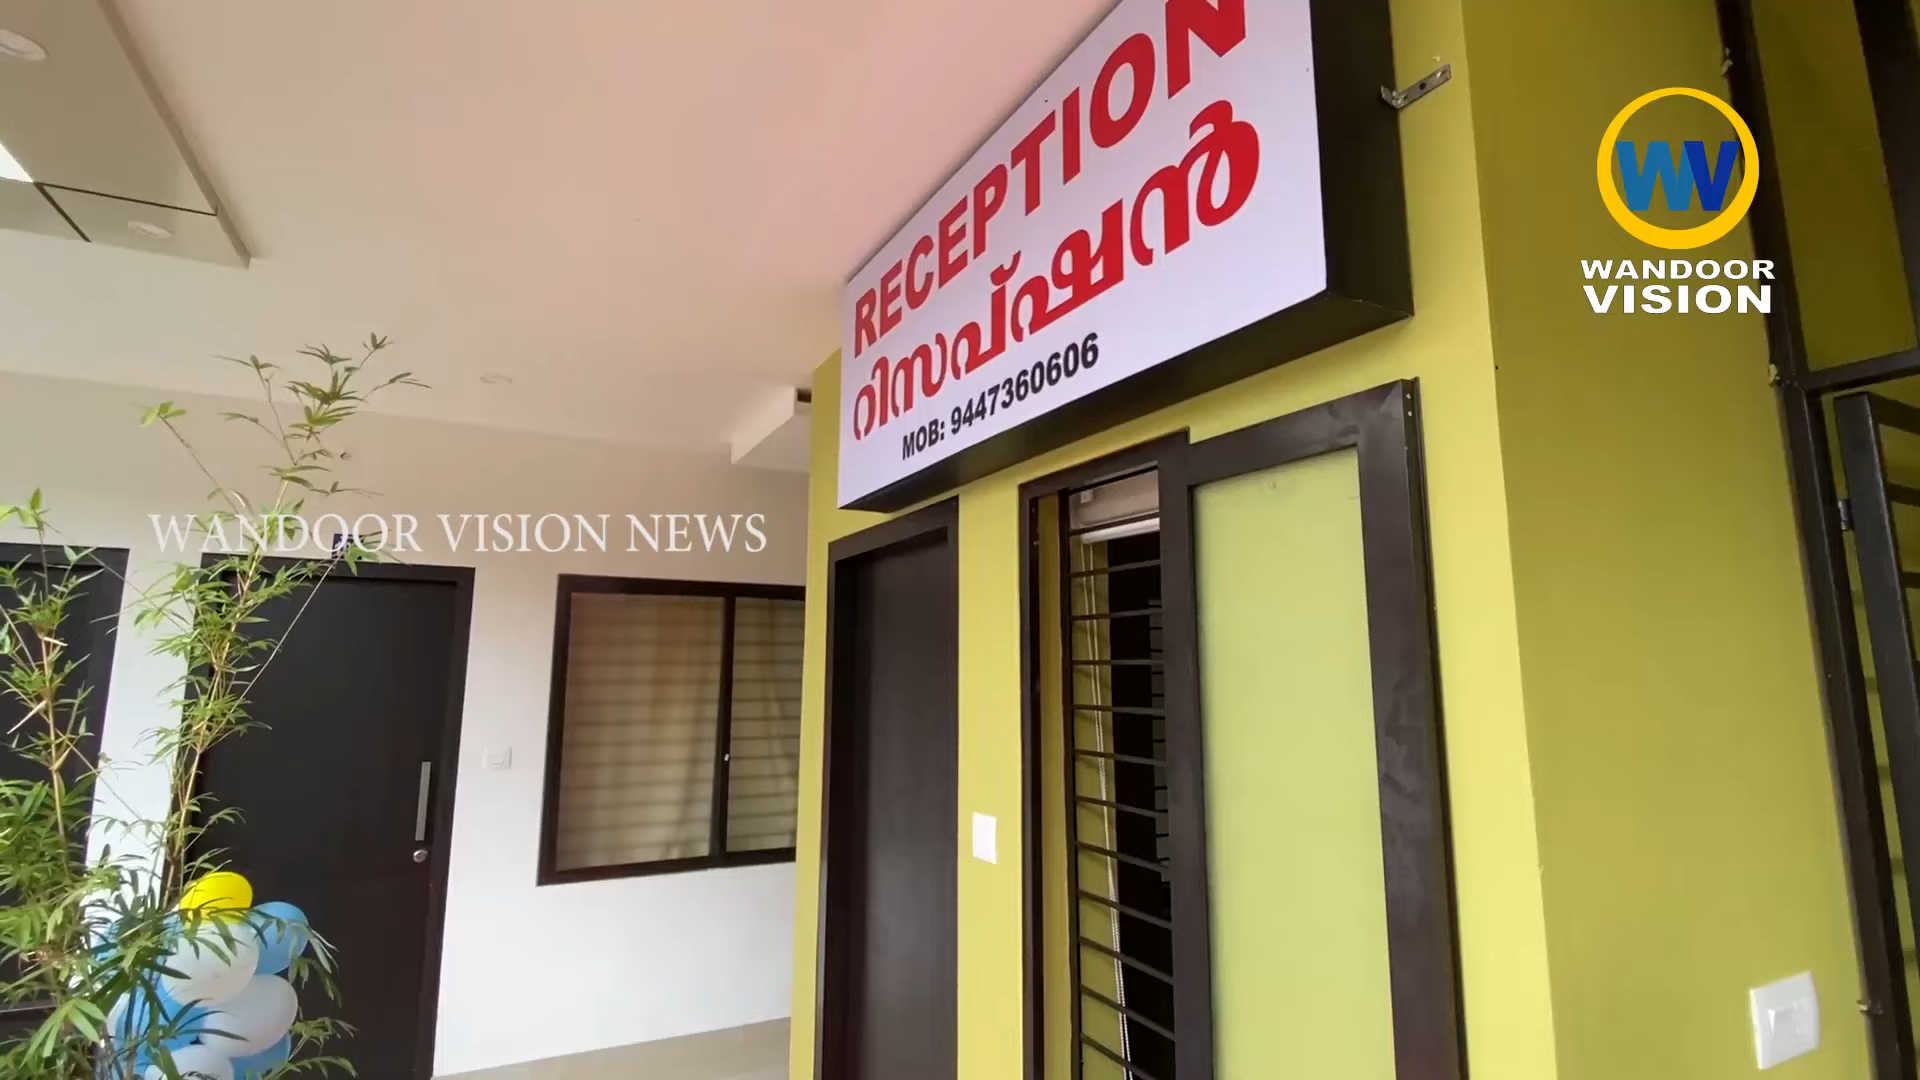 RECEPTION
റിസപ്ഷൻ
MOB: 9447360606
WV
WANDOOR
VISION
WANDOOR VISION NEWS